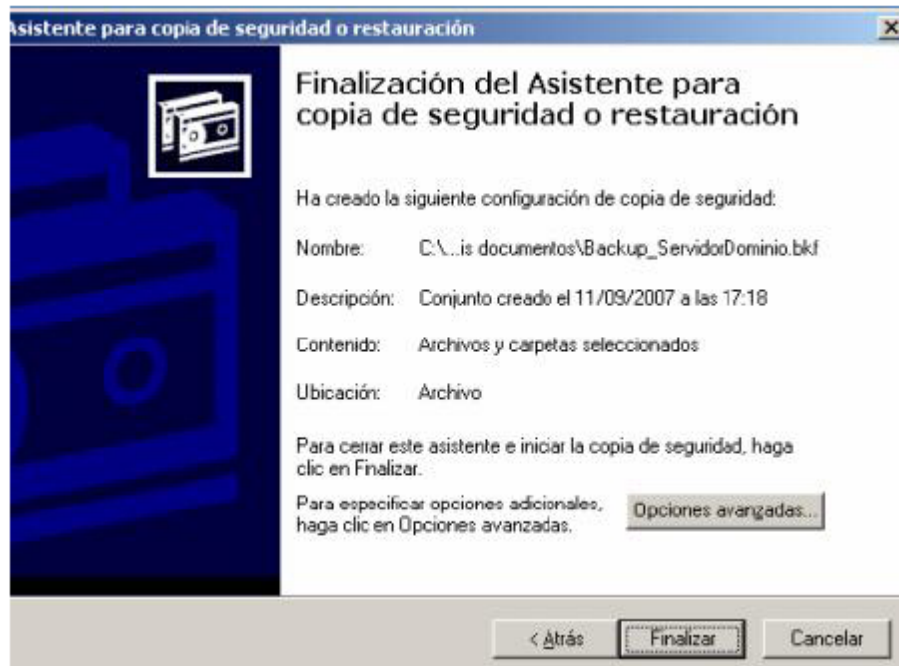 Asistente para copia de seguridad o restauración
Finalización del Asistente para
copia de seguridad o restauración
Ha creado la siguiente configuración de copia de seguridad:
Nombre: C:\...is documentos\Backup_ServidorDominio.bkf
Descripción: Conjunto creado el 11/09/2007 a las 17:18
Contenido: Archivos y carpetas seleccionados
Ubicación: Archivo
Para cerrar este asistente e iniciar la copia de seguridad, haga
clic en Finalizar.
Para especificar opciones adicionales,
haga clic en Opciones avanzadas.
Opciones avanzadas...
< Atrás Finalizar Cancelar